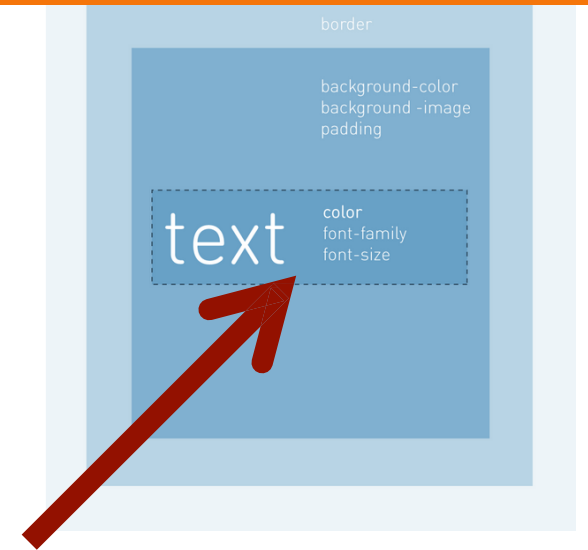 border
background-color
background -image
padding
text
color
font-family
font-size